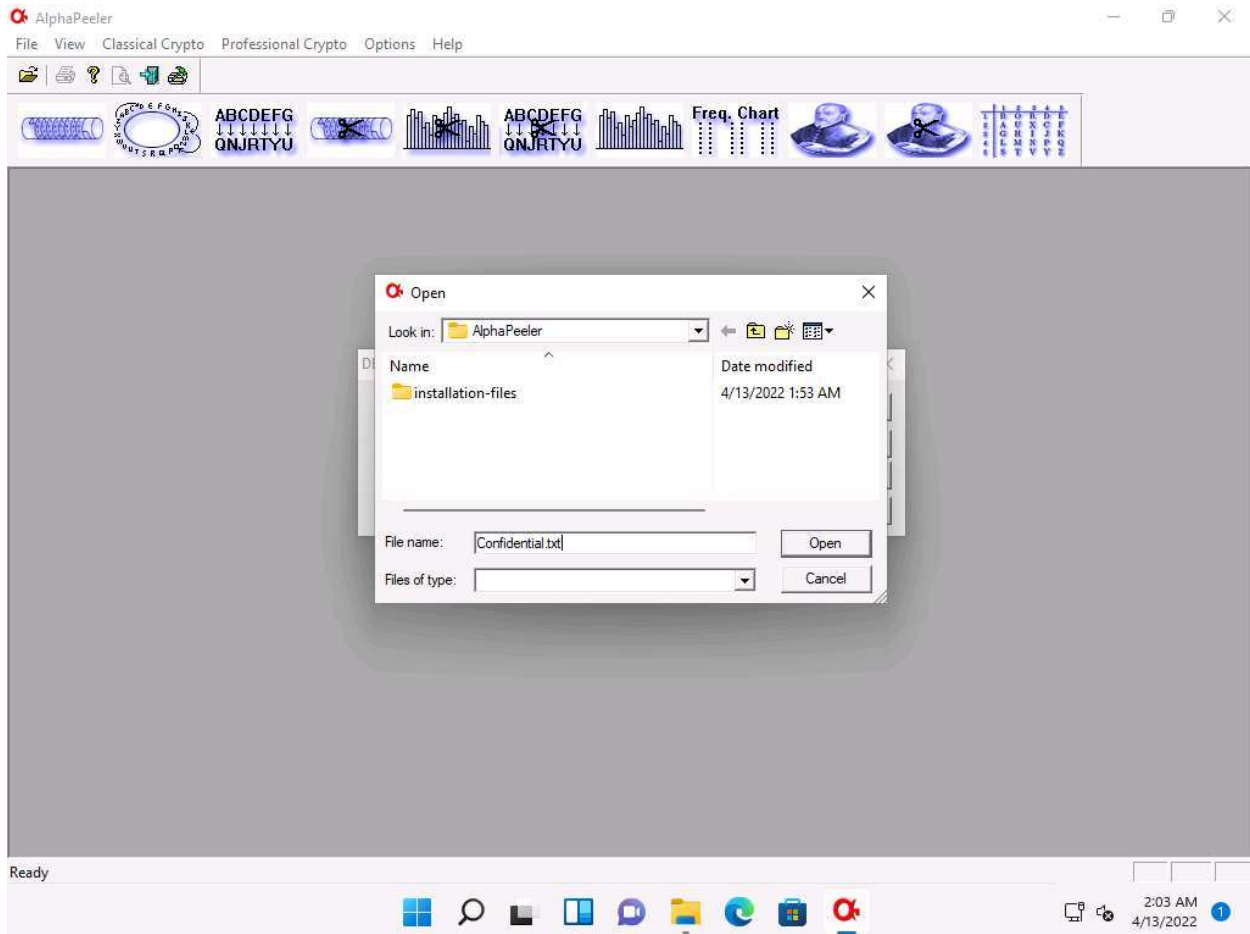 AlphaPeeler
File View Classical Crypto Professional Crypto Options Help
ABCDEFG
QNJRTYU
ABCDEFG
QNJRTYU
Freq. Chart
Open
Look in: AlphaPeeler
Name Date modified
installation-files 4/13/2022 1:53 AM
File name: Confidential.txt Open
Files of type: Cancel
Ready
2:03 AM
4/13/2022
1